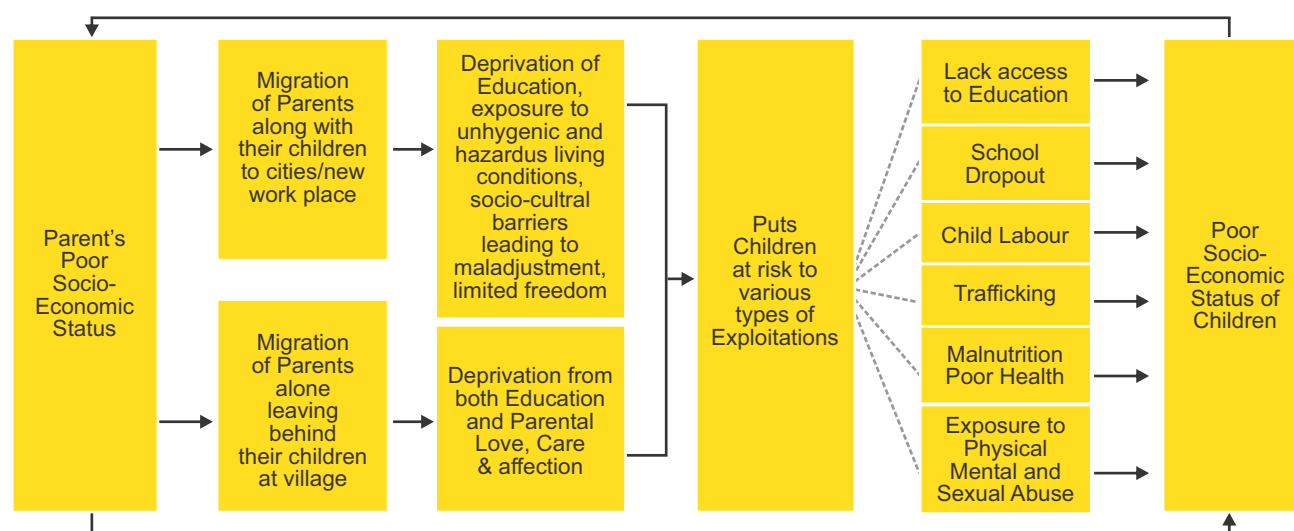 Parent's
Poor
Socio-
Economic
Status
Migration
of Parents
along with
their children
to cities/new
work place
Migration
of Parents
alone
leaving
behind
their children
at village
Deprivation of
Education,
exposure to
unhygenic and
hazardus living
conditions,
socio-cultral
barriers
leading to
maladjustment,
limited freedom
Deprivation from
both Education
and Parental
Love, Care
& affection
Puts
Children
at risk to
various
types of
Exploitations
Lack access
to Education
School
Dropout
Child Labour
Trafficking
Malnutrition
Poor Health
Exposure to
Physical
Mental and
Sexual Abuse
Poor
Socio-
Economic
Status of
Children